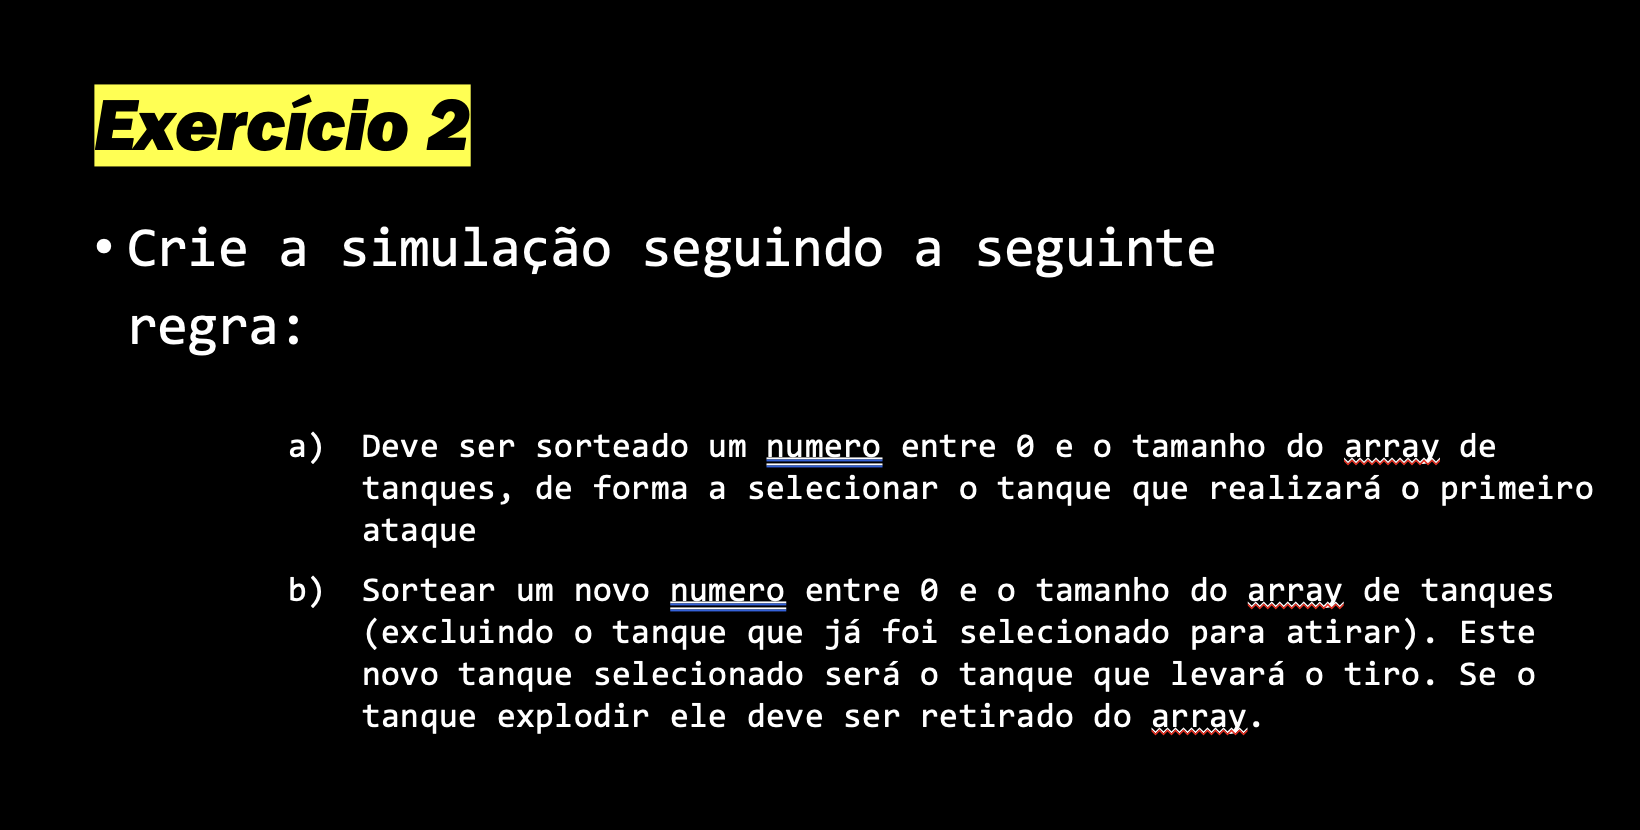 Exercício 2
• Crie a simulação seguindo a seguinte
regra:
a) Deve ser sorteado um numero entre 0 e o tamanho do array de
tanques, de forma a selecionar o tanque que realizará o primeiro
ataque
b) Sortear um novo numero entre 0 e o tamanho do array de tanques
(excluindo o tanque que já foi selecionado para atirar). Este
novo tanque selecionado será o tanque que levará o tiro. Se o
tanque explodir ele deve ser retirado do array.